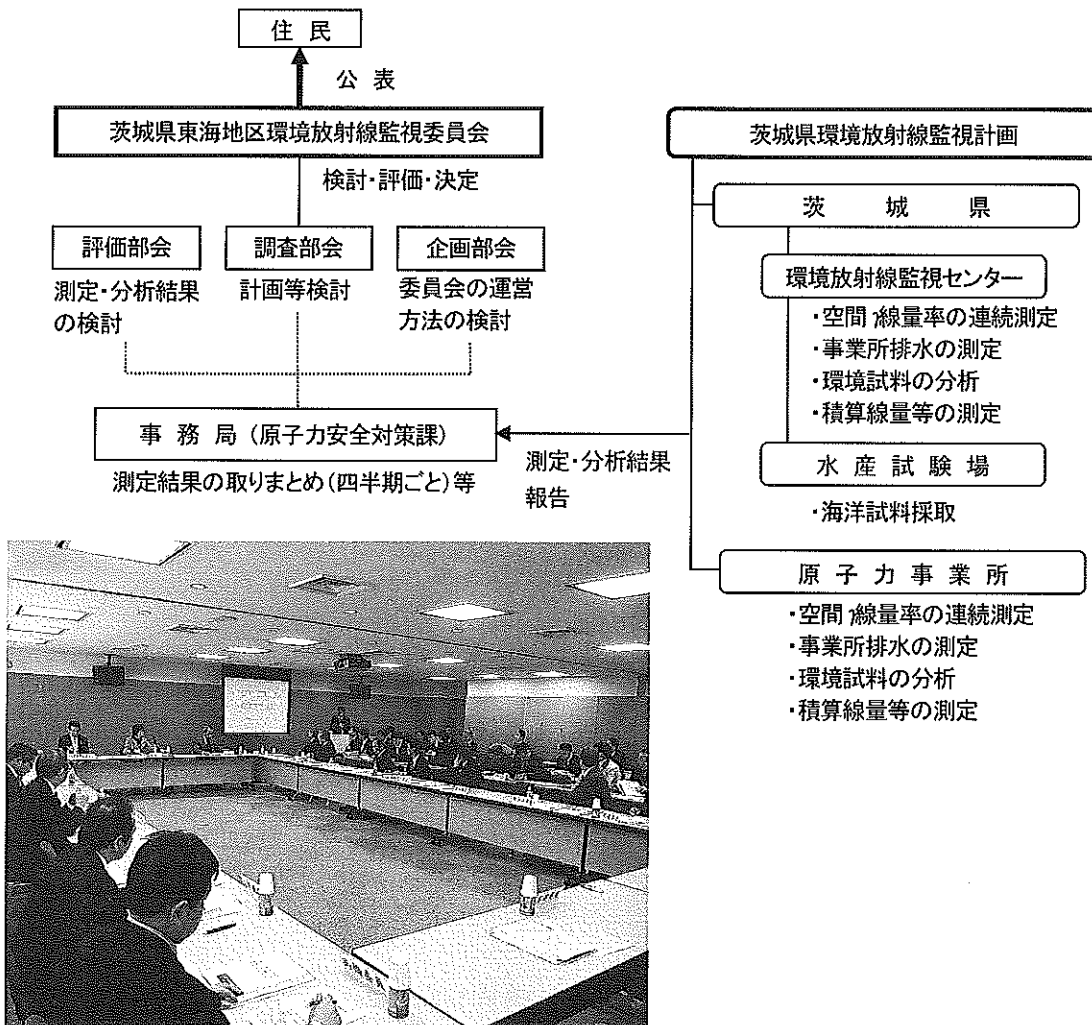 住民
公表
茨城県東海地区環境放射線監視委員会
検討・評価・決定
評価部会
測定・分析結果
の検討
調査部会
計画等検討
企画部会
委員会の運営
方法の検討
事務局(原子力安全対策課)
測定結果の取りまとめ(四半期ごと)等
測定・分析結果
報告
茨城県環境放射線監視計画
茨城県
環境放射線監視センター
・空間γ線量率の連続測定
・事業所排水の測定
・環境試料の分析
・積算線量等の測定
水産試験場
・海洋試料採取
原子力事業所
・空間γ線量率の連続測定
・事業所排水の測定
・環境試料の分析
・積算線量等の測定